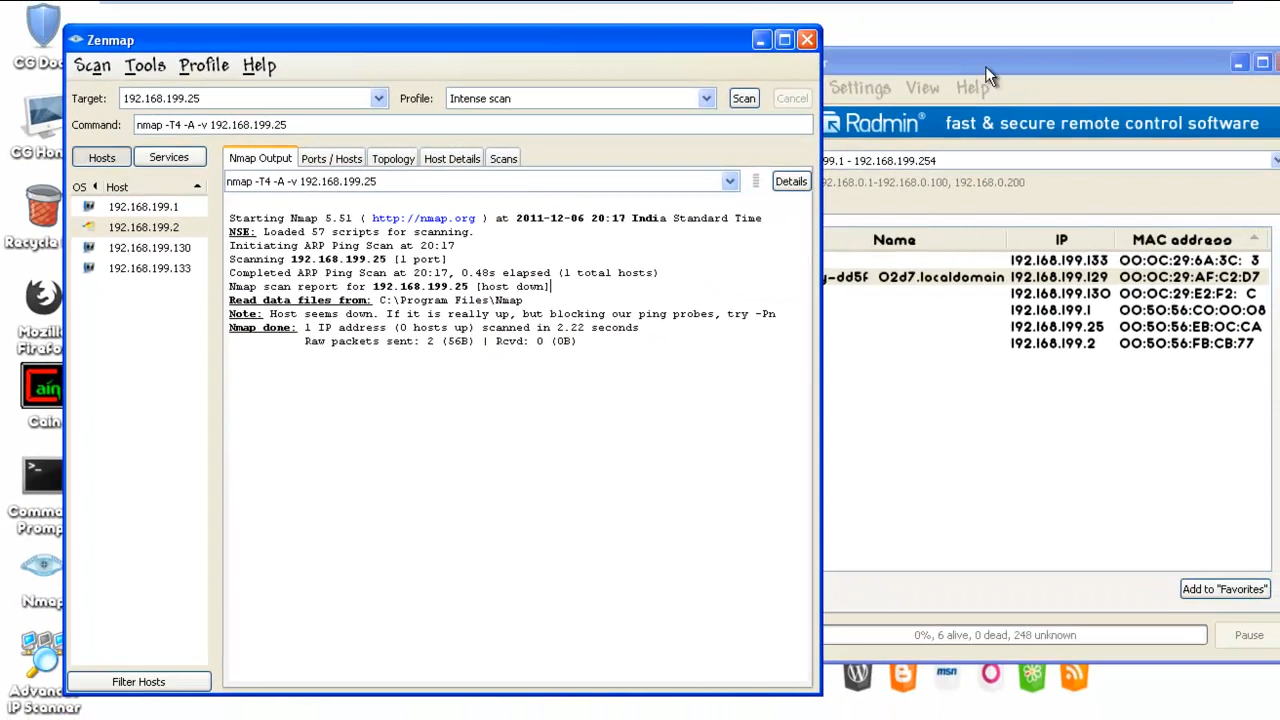 CG Doc
CG Hom
Recycle
Mozill
Firefo
ain
Cain
Comma
Promp
Nmap
Advan
IP Scanner
Zenmap
Scan Tools Profile Help
Target: 192.168.199.25 Profile: Intense scan Scan Cancel
Command: nmap -T4 -A -v 192.168.199.25
Hosts Services
OS Host
192.168.199.1
192.168.199.2
192.168.199.130
192.168.199.133
Filter Hosts
Nmap Output Ports / Hosts Topology Host Details Scans
nmap -T4 -A -v 192.168.199.25 Details
Starting Nmap 5.51 ( http://nmap.org ) at 2011-12-06 20:17 India Standard Time
NSE: Loaded 57 scripts for scanning.
Initiating ARP Ping Scan at 20:17
Scanning 192.168.199.25 [1 port]
Completed ARP Ping Scan at 20:17, 0.48s elapsed (1 total hosts)
Nmap scan report for 192.168.199.25 [host down]
Read data files from: C:\Program Files\Nmap
Note: Host seems down. If it is really up, but blocking our ping probes, try -Pn
Nmap done: 1 IP address (0 hosts up) scanned in 2.22 seconds
Raw packets sent: 2 (56B) | Rcvd: 0 (0B)
Settings View Help
Radmin® fast & secure remote control software
.1 - 192.168.199.254
92.168.0.1-192.168.0.100, 192.168.0.200
Name IP MAC address
192.168.199.133 00:0C:29:6A:3C: 3
y-dd5f 02d7.localdomain 192.168.199.129 00:0C:29:AF:C2:D7
192.168.199.130 00:0C:29:E2:F2: C
192.168.199.1 00:50:56:C0:00:08
192.168.199.25 00:50:56:EB:0C:CA
192.168.199.2 00:50:56:FB:CB:77
Add to "Favorites"
0%, 6 alive, 0 dead, 248 unknown
Pause
msn